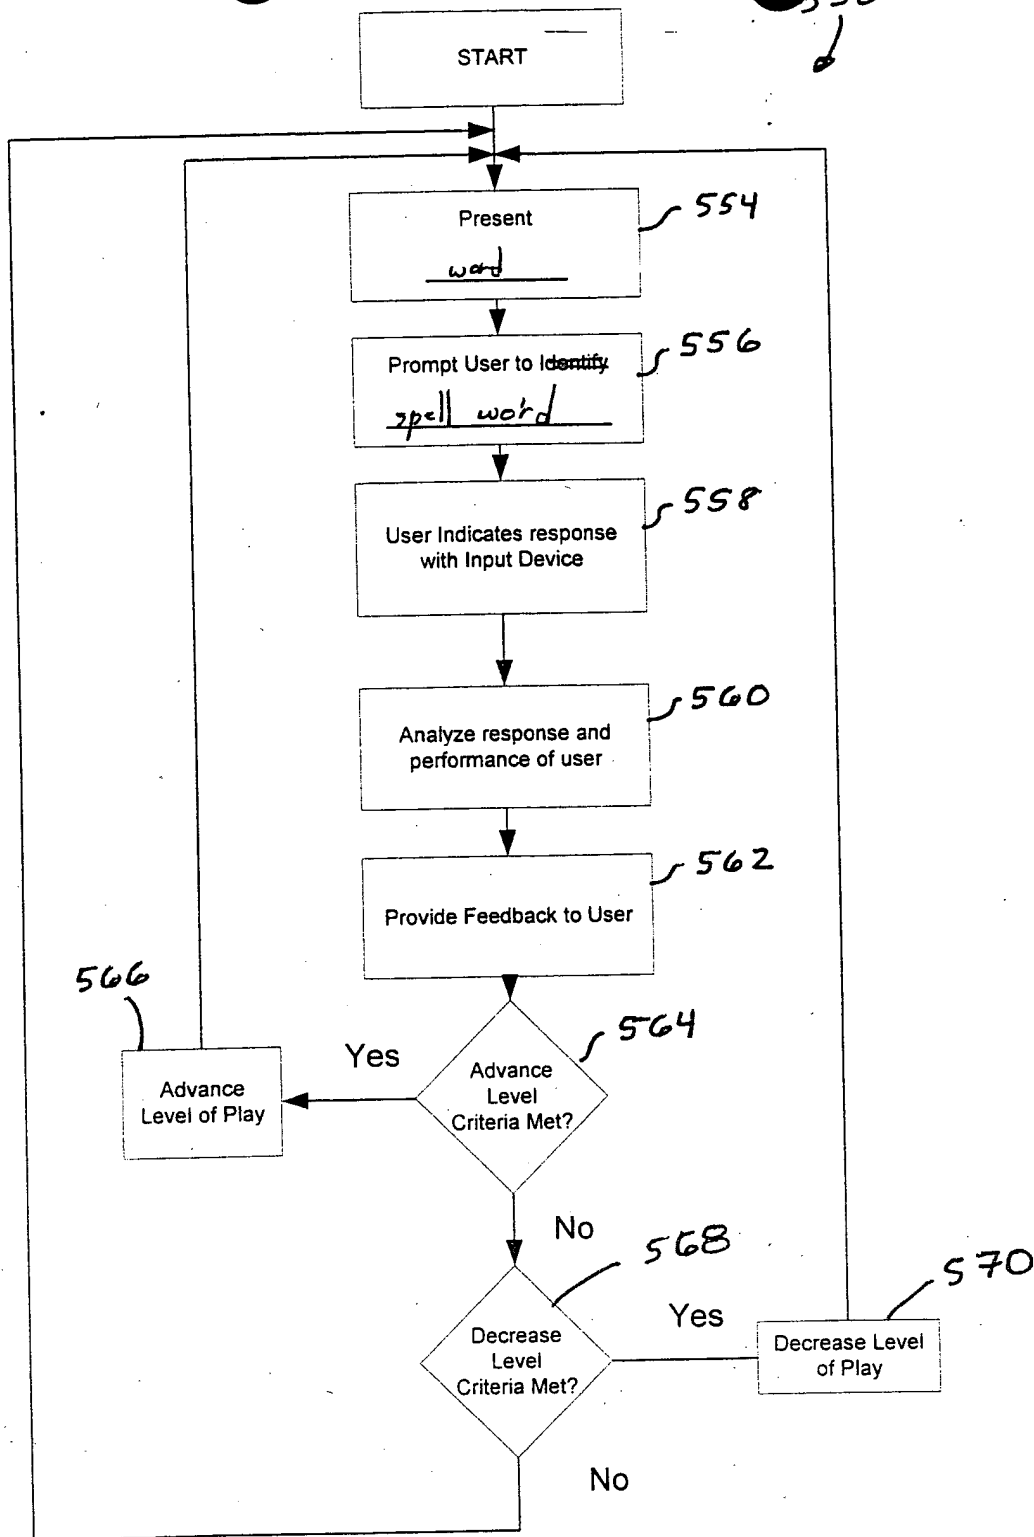 START
Present
word
554
Prompt User to Identify
spell word
556
User Indicates response
with Input Device
558
Analyze response and
performance of user
560
Provide Feedback to User
562
566
Advance
Level of Play
Yes
Advance
Level
Criteria Met?
564
No
568
Decrease
Level
Criteria Met?
Yes
570
Decrease Level
of Play
No